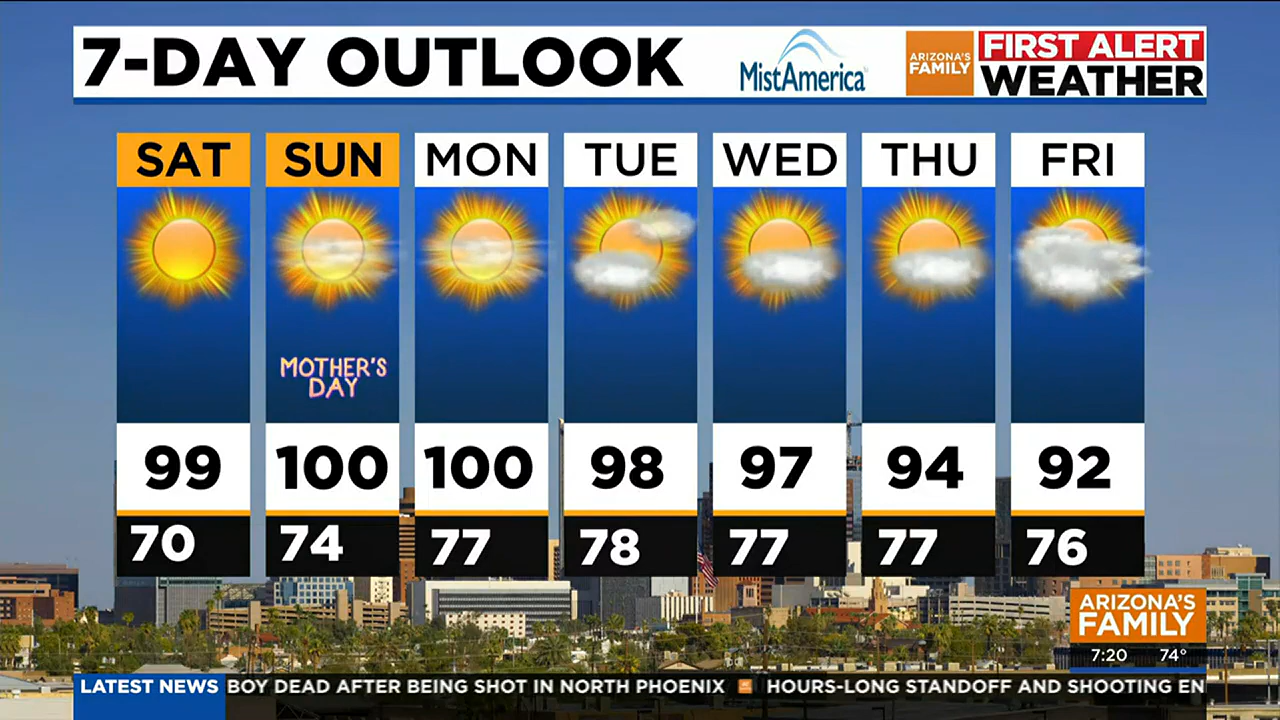 7-DAY OUTLOOK
MistAmerica
ARIZONA'S
FAMILY
FIRST ALERT
WEATHER
SAT SUN MON TUE WED THU FRI
MOTHER'S
DAY
99 100 100 98 97 94 92
70 74 77 78 77 77 76
ARIZONA'S
FAMILY
7:20 74°
LATEST NEWS BOY DEAD AFTER BEING SHOT IN NORTH PHOENIX HOURS-LONG STANDOFF AND SHOOTING EN